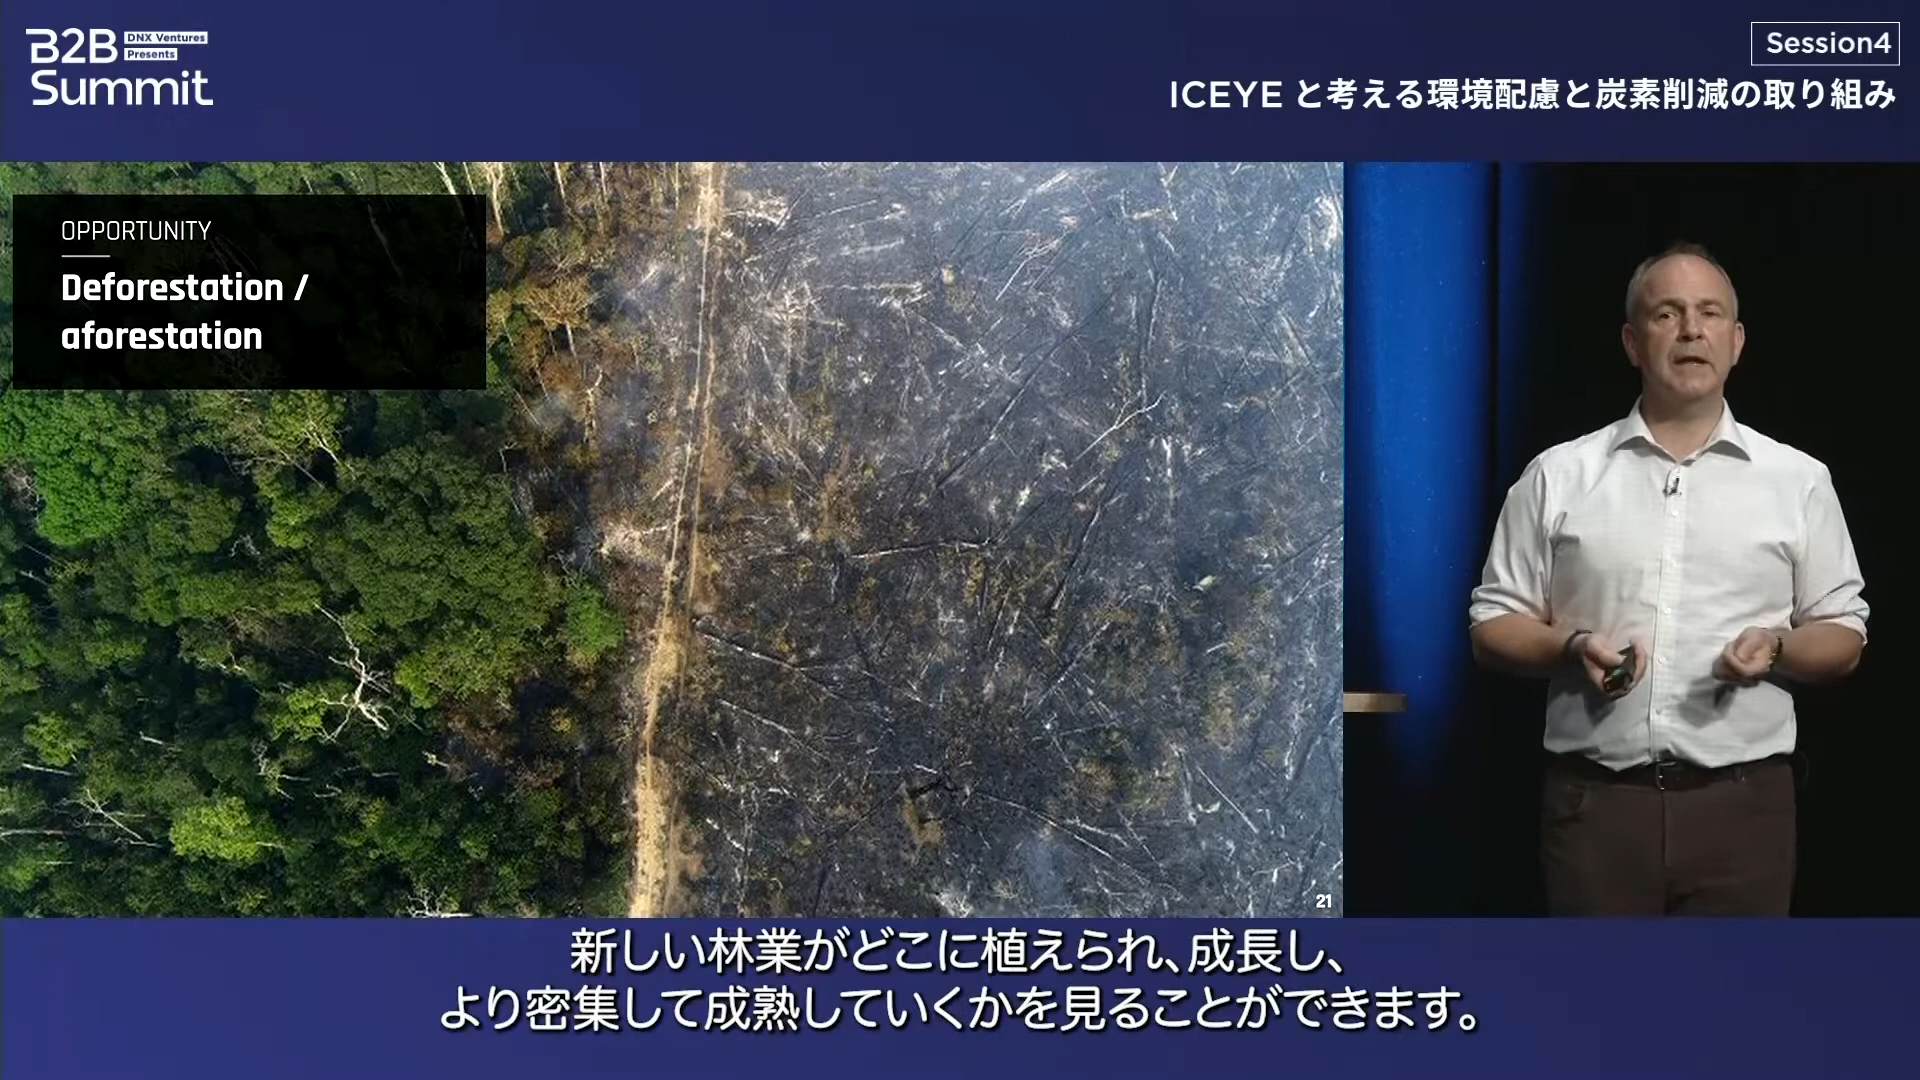 B2B DNX Ventures
Presents
Summit
Session4
ICEYE と考える環境配慮と炭素削減の取り組み
OPPORTUNITY
Deforestation /
aforestation
21
新しい林業がどこに植えられ、成長し、
より密集して成熟していくかを見ることができます。